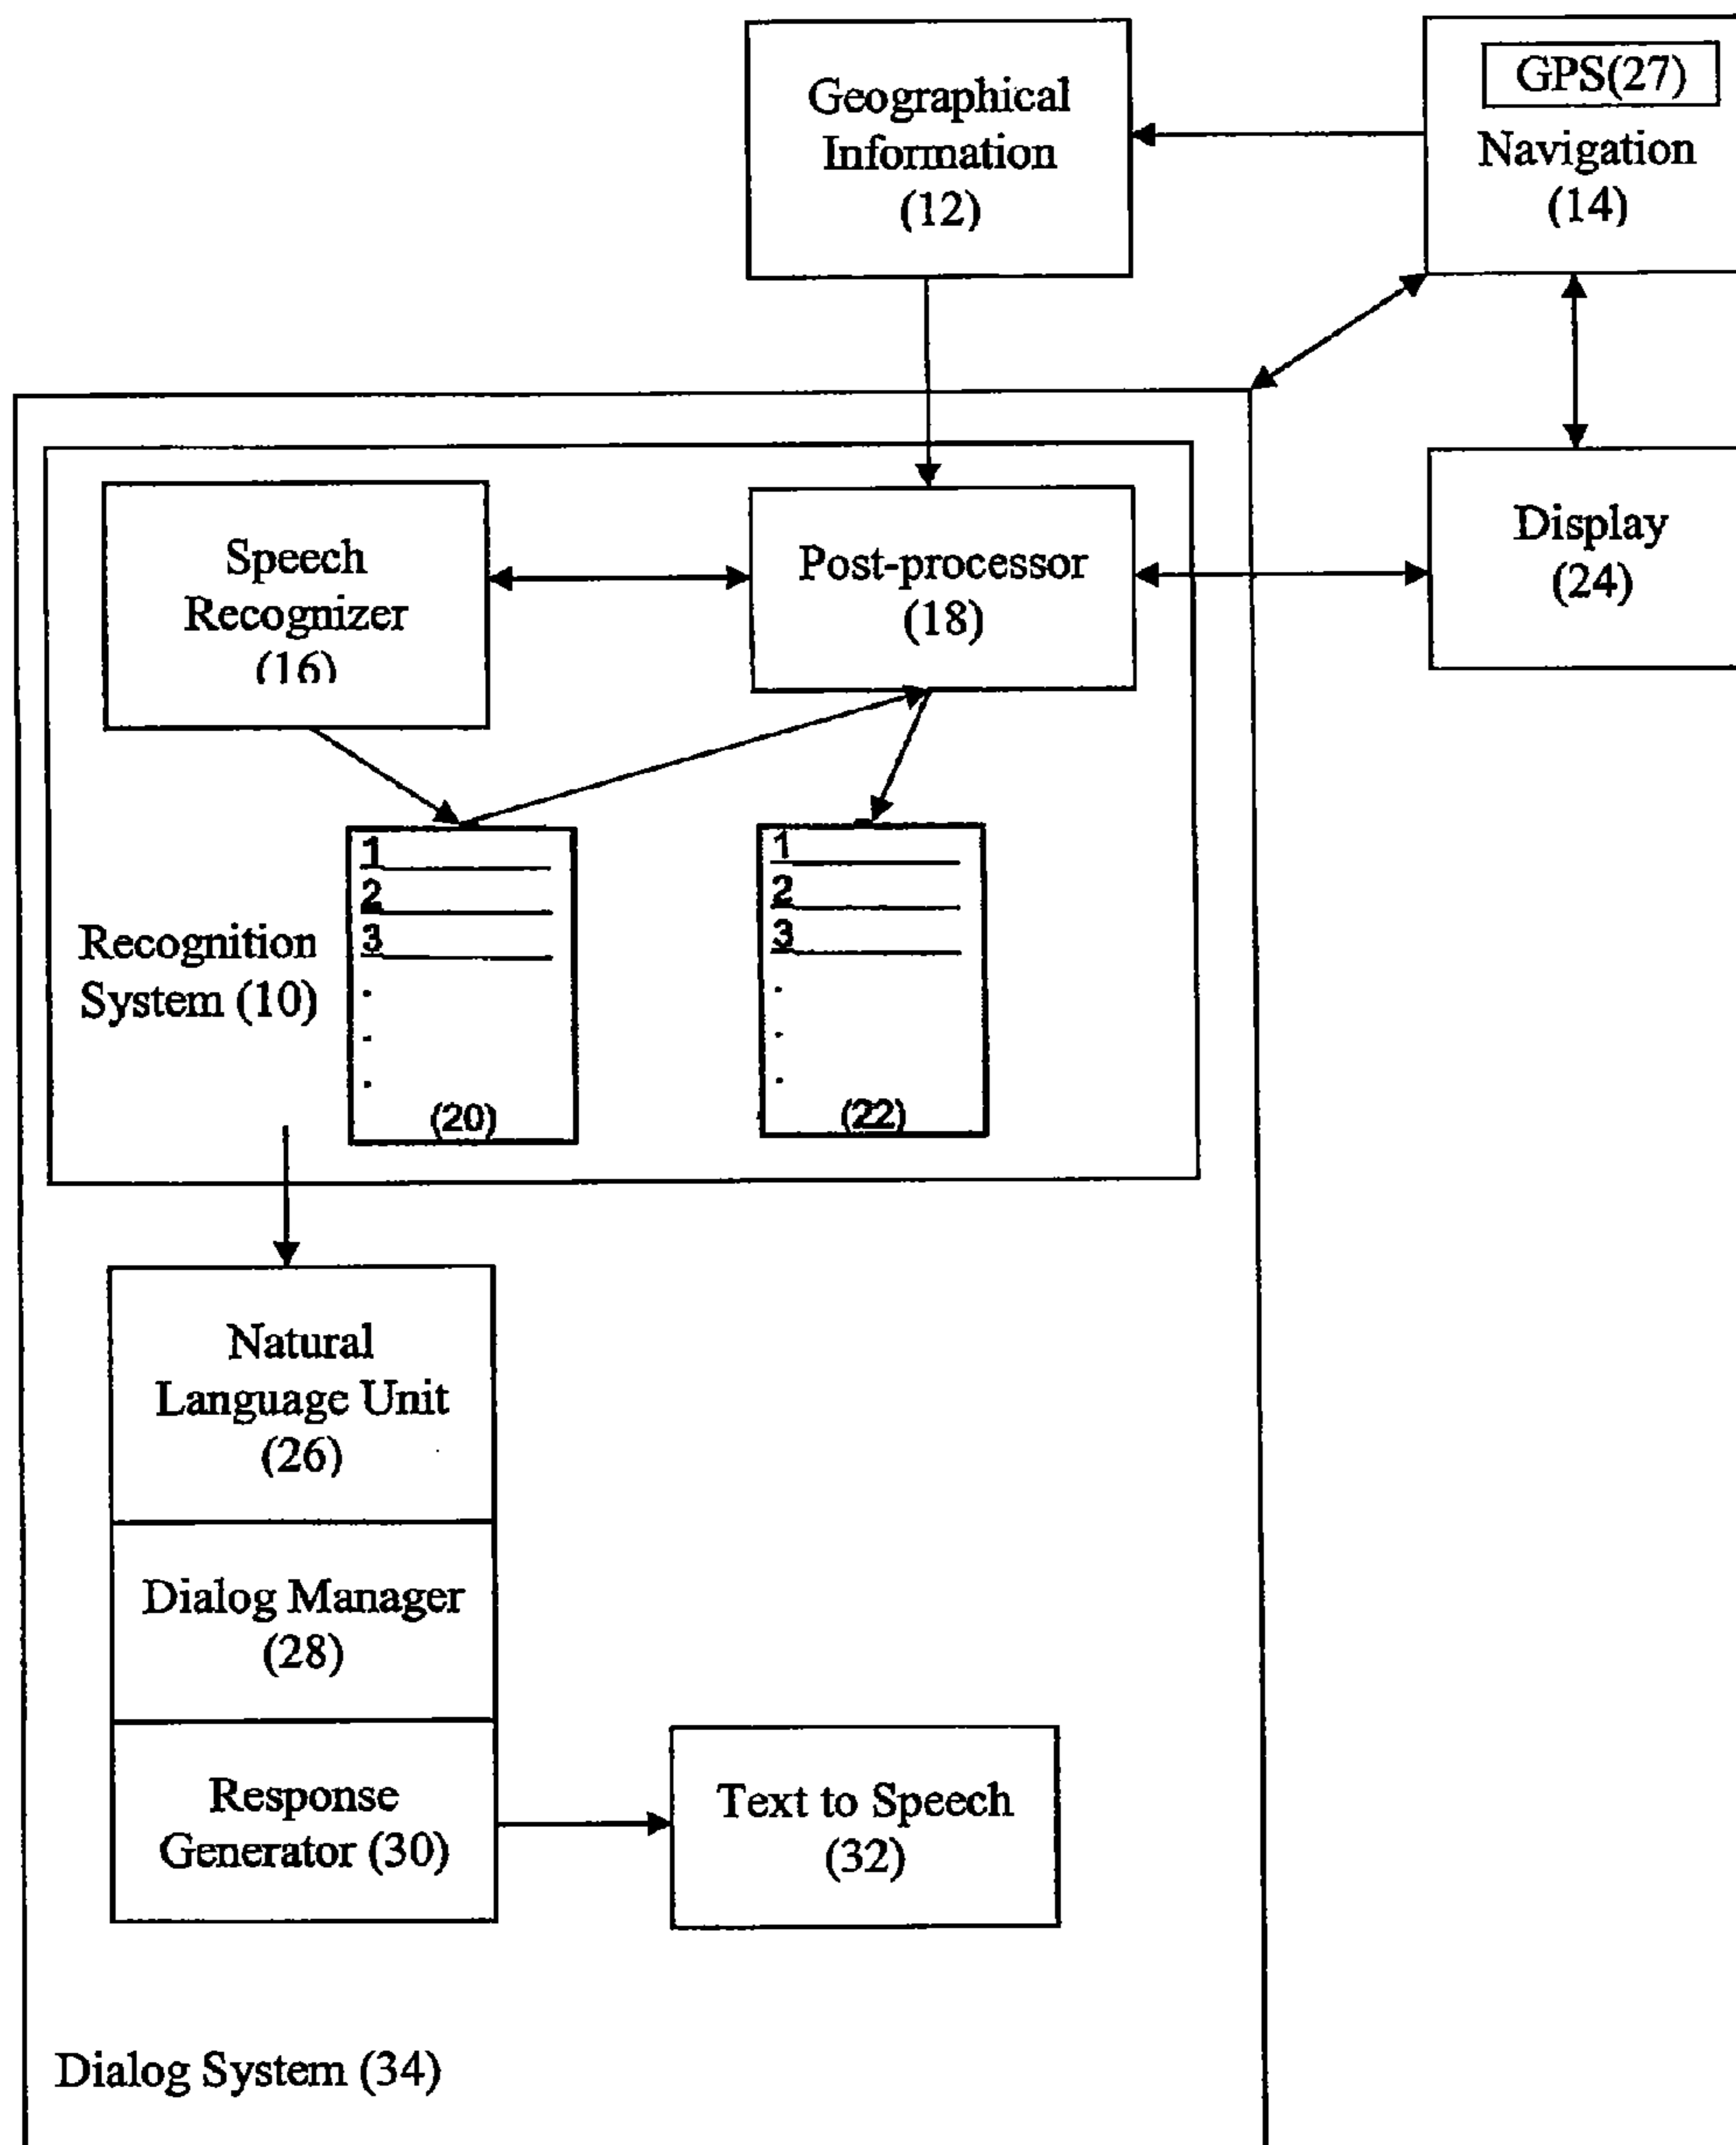 Geographical
Information
(12)
GPS(27)
Navigation
(14)
Speech
Recognizer
(16)
Post-processor
(18)
Display
(24)
1
2
3
.
.
.
(20)
1
2
3
.
.
.
(22)
Recognition
System (10)
Natural
Language Unit
(26)
Dialog Manager
(28)
Response
Generator (30)
Text to Speech
(32)
Dialog System (34)